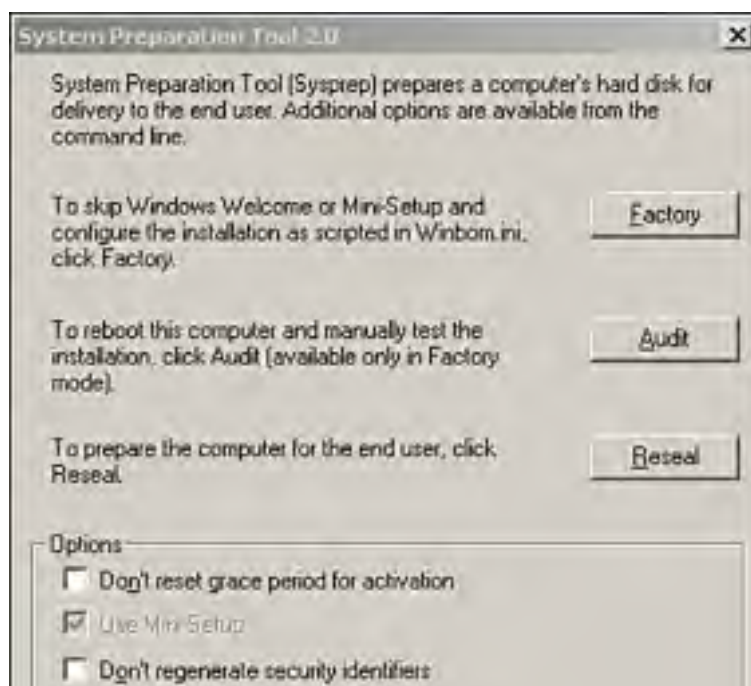 System Preparation Tool 2.0
System Preparation Tool (Sysprep) prepares a computer's hard disk for
delivery to the end user. Additional options are available from the
command line.
To skip Windows Welcome or Mini-Setup and
configure the installation as scripted in Winbom.ini,
click Factory.
Factory
To reboot this computer and manually test the
installation, click Audit (available only in Factory
mode).
Audit
To prepare the computer for the end user, click
Reseal.
Reseal
Options
Don't reset grace period for activation
Use Mini-Setup
Don't regenerate security identifiers